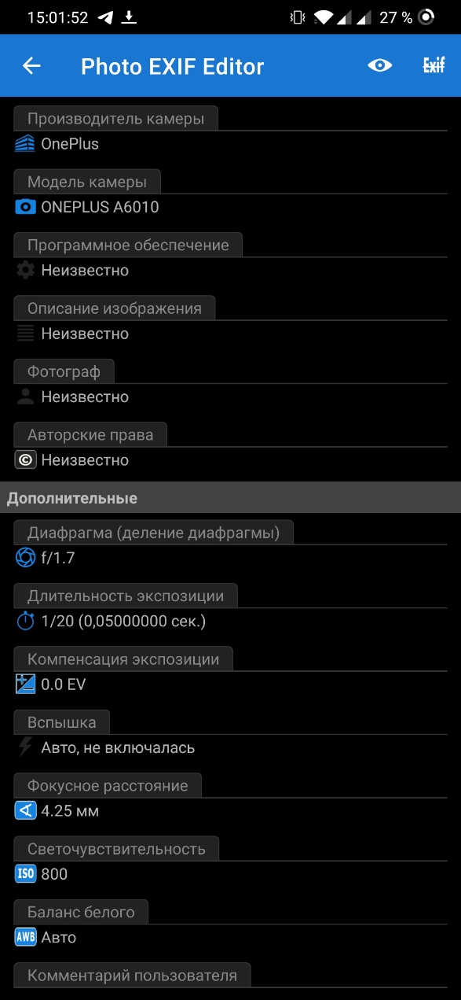 15:01:52
27 %
Photo EXIF Editor
Exif
Производитель камеры
OnePlus
Модель камеры
ONEPLUS A6010
Программное обеспечение
Неизвестно
Описание изображения
Неизвестно
Фотограф
Неизвестно
Авторские права
© Неизвестно
Дополнительные
Диафрагма (деление диафрагмы)
f/1.7
Длительность экспозиции
1/20 (0,05000000 сек.)
Компенсация экспозиции
0.0 EV
Вспышка
Авто, не включалась
Фокусное расстояние
4.25 мм
Светочувствительность
ISO 800
Баланс белого
AWB Авто
Комментарий пользователя